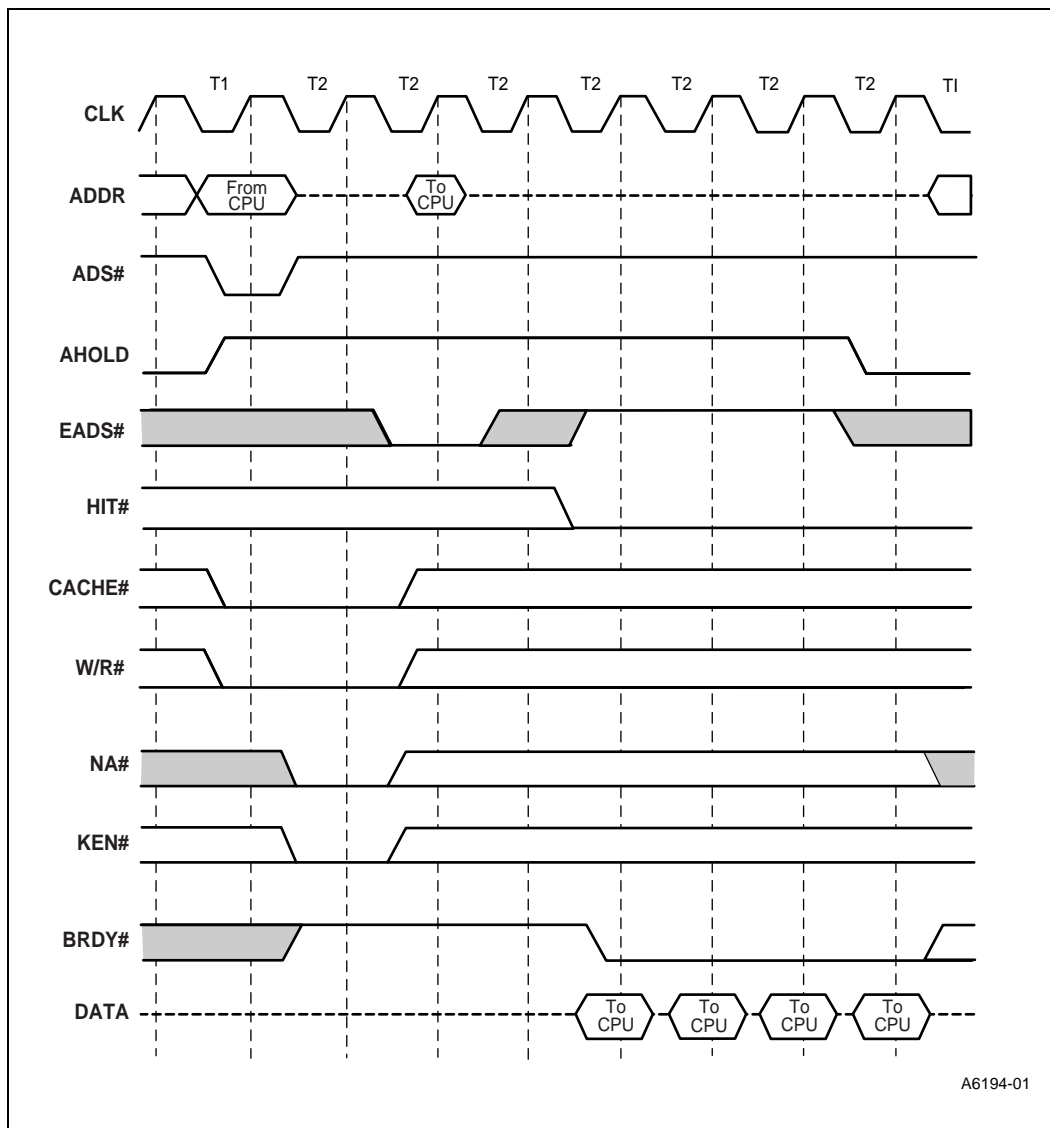 T1 T2 T2 T2 T2 T2 T2 T2 TI
CLK
ADDR
From
CPU
To
CPU
ADS#
AHOLD
EADS#
HIT#
CACHE#
W/R#
NA#
KEN#
BRDY#
DATA
To
CPU
To
CPU
To
CPU
To
CPU
A6194-01